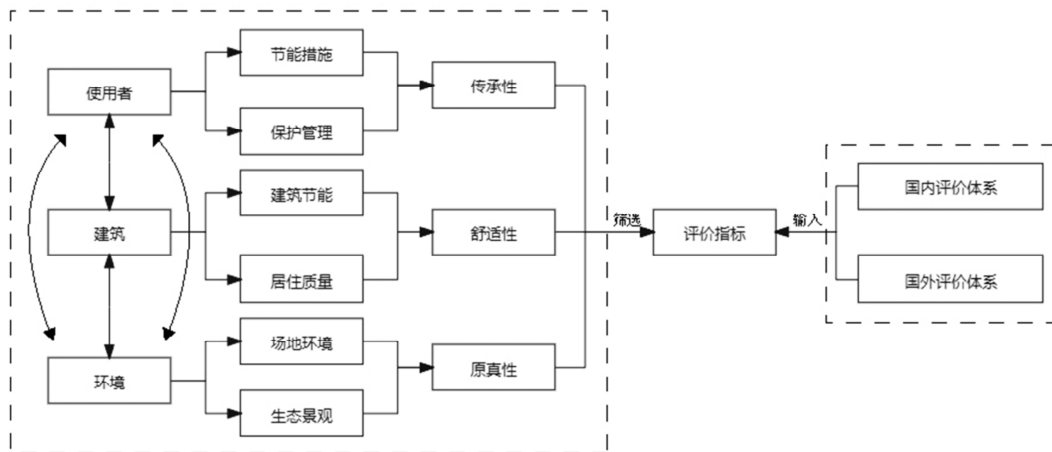 节能措施
使用者
传承性
保护管理
建筑节能
国内评价体系
建筑
舒适性
筛选
评价指标
输入
居住质量
国外评价体系
场地环境
环境
原真性
生态景观